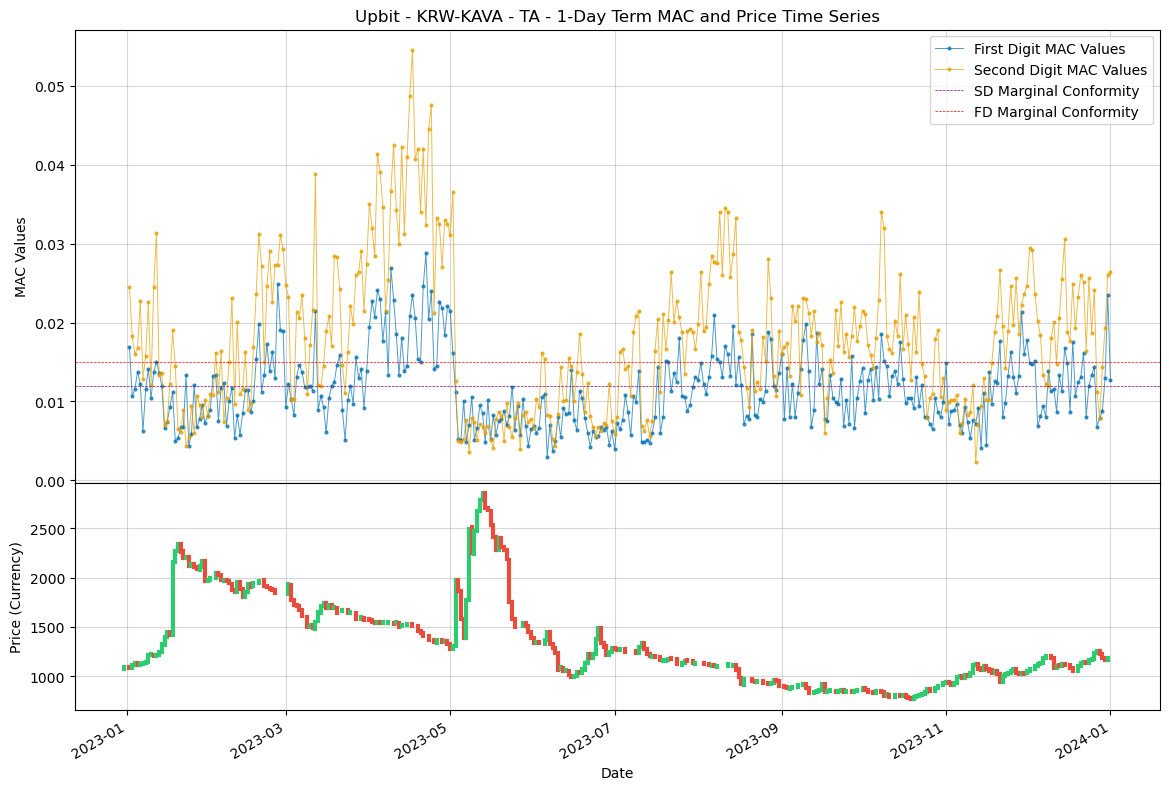 Upbit - KRW-KAVA - TA - 1-Day Term MAC and Price Time Series
First Digit MAC Values
Second Digit MAC Values
SD Marginal Conformity
FD Marginal Conformity
MAC Values
0.05
0.04
0.03
0.02
0.01
0.00
Price (Currency)
2500
2000
1500
1000
2023-01
2023-03
2023-05
2023-07
2023-09
2023-11
2024-01
Date